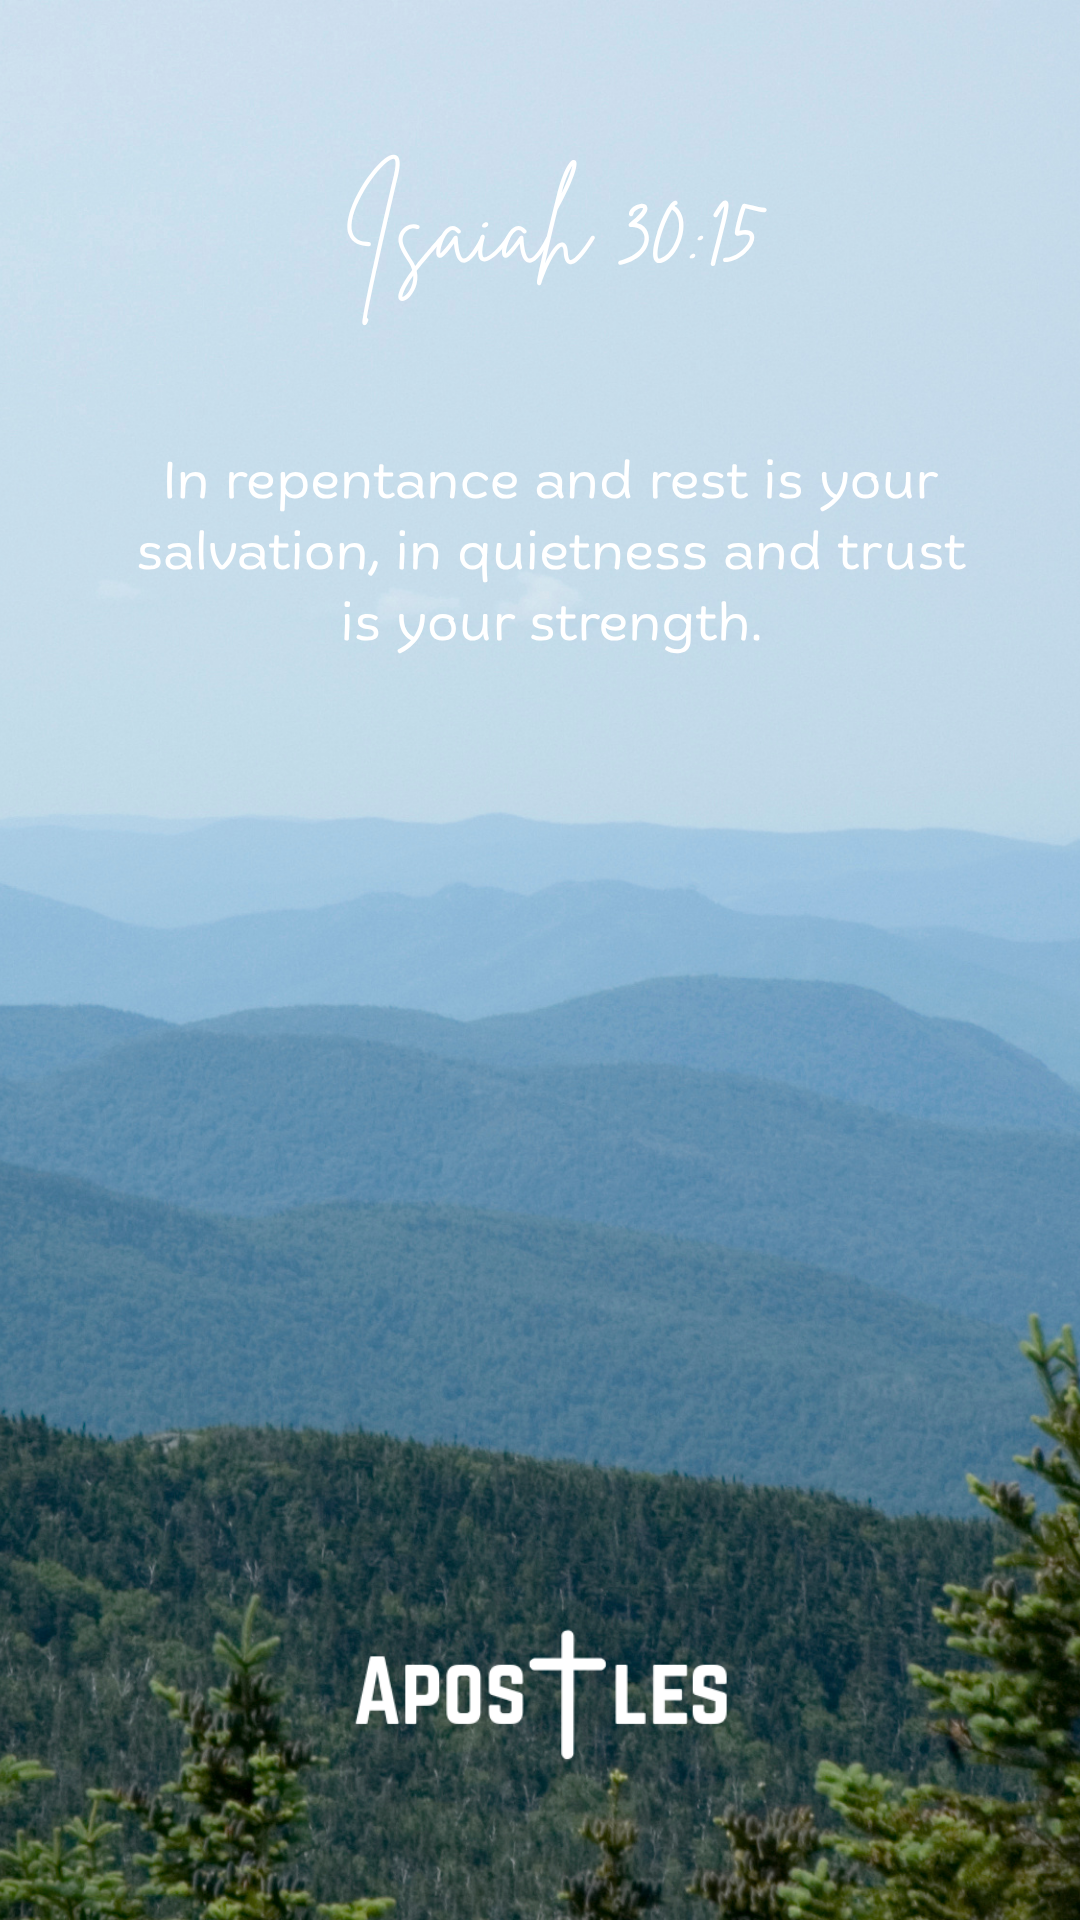 Isaiah 30:15
In repentance and rest is your
salvation, in quietness and trust
is your strength.
APOSTLES